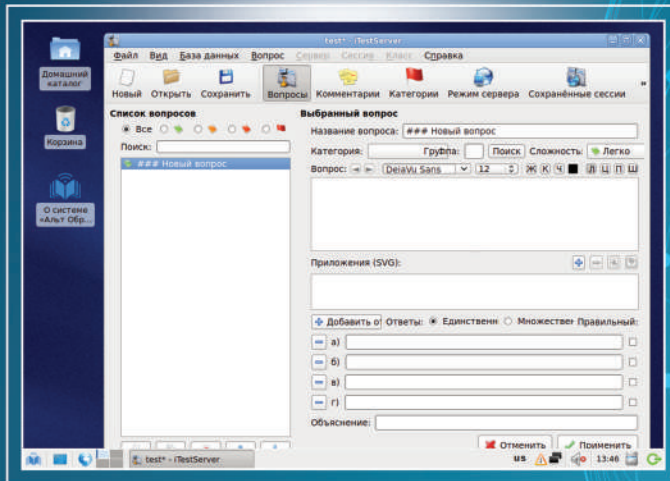 test* - iTestServer
Файл Вид База данных Вопрос Сервер Сессия Класс Справка
Новый Открыть Сохранить Вопросы Комментарии Категории Режим сервера Сохранённые сессии »
Домашний каталог
Корзина
О системе «Альт Обр...
Список вопросов
Все
Поиск:
### Новый вопрос
Выбранный вопрос
Название вопроса: ### Новый вопрос
Категория: Группа: Поиск Сложность: Легко
Вопрос: DejaVu Sans 12 Ж К Ч Л Ц П Ш
Приложения (SVG):
Добавить о Ответы: Единственн Множествен Правильный:
а)
б)
в)
г)
Объяснение:
Отменить Применить
test* - iTestServer
us 13:46